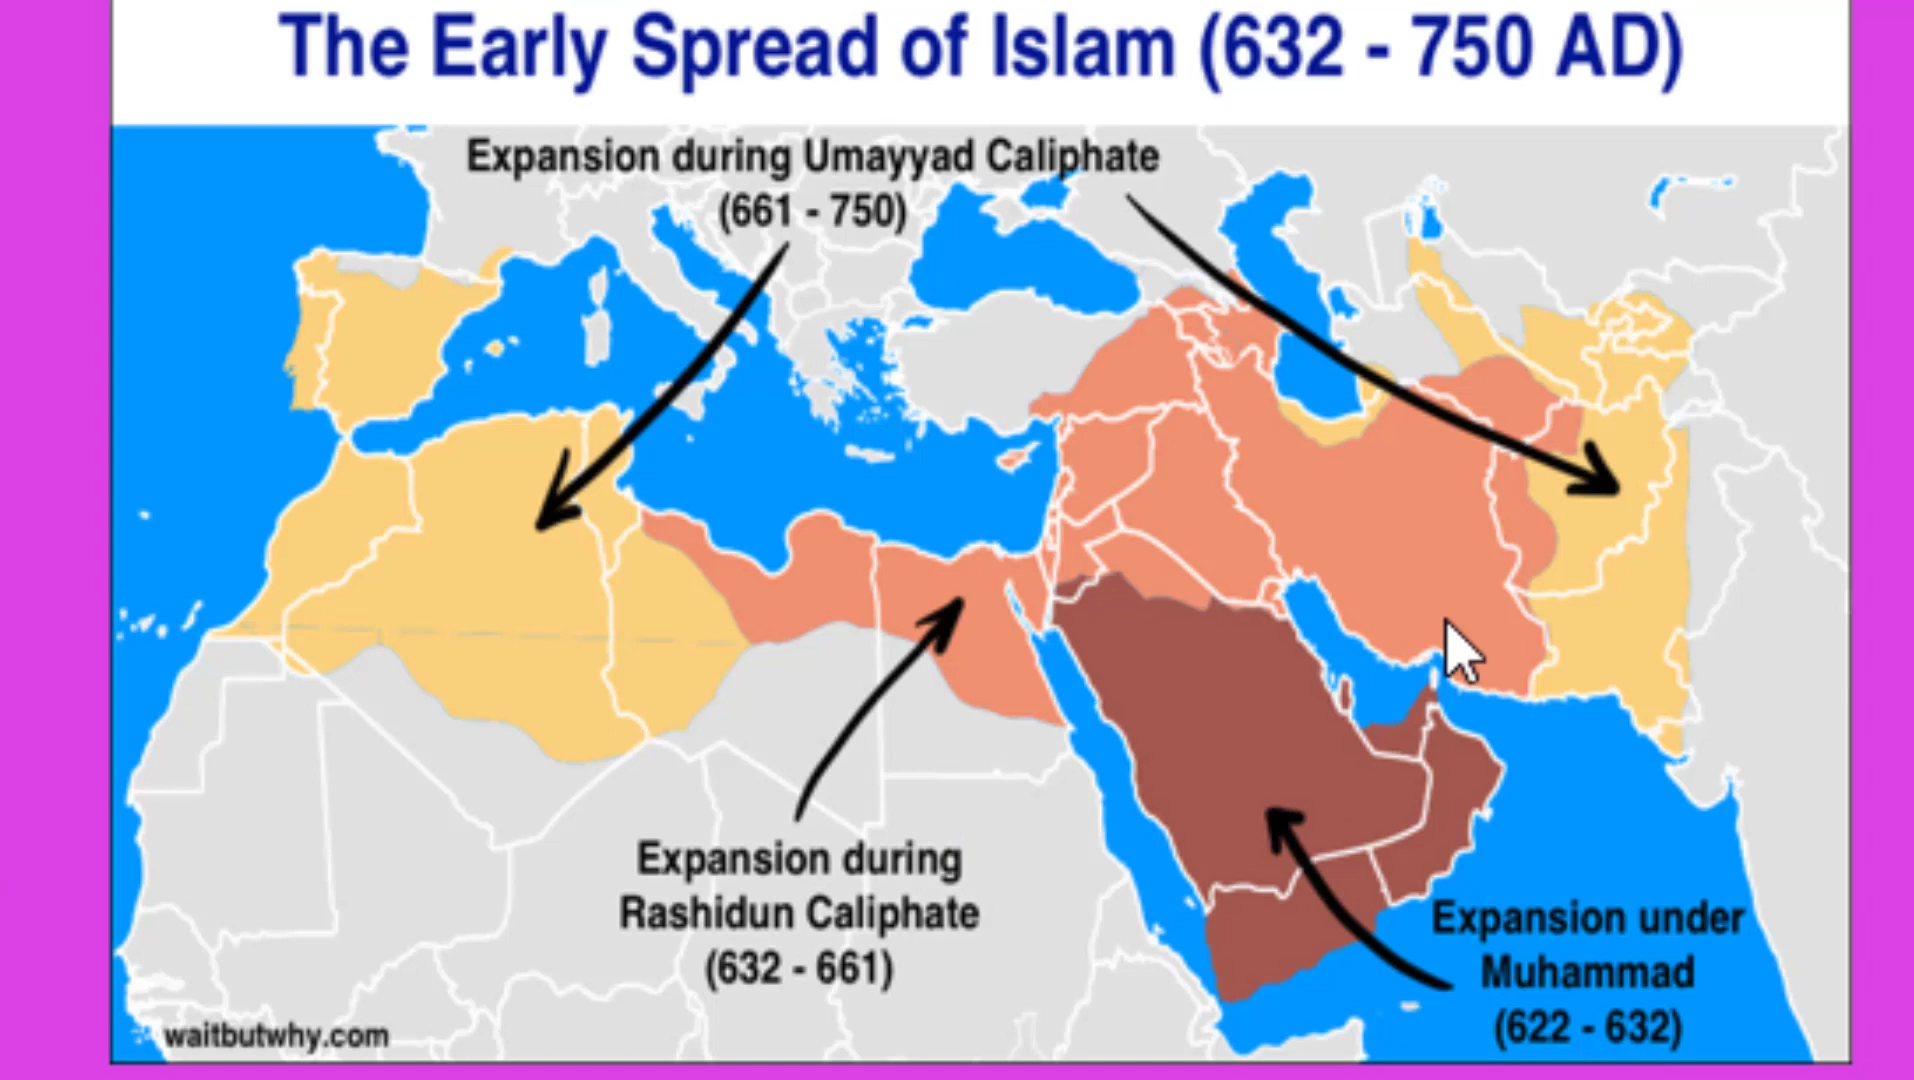 The Early Spread of Islam (632 - 750 AD)
Expansion during Umayyad Caliphate
(661 - 750)
Expansion during
Rashidun Caliphate
(632 - 661)
Expansion under
Muhammad
(622 - 632)
waitbutwhy.com